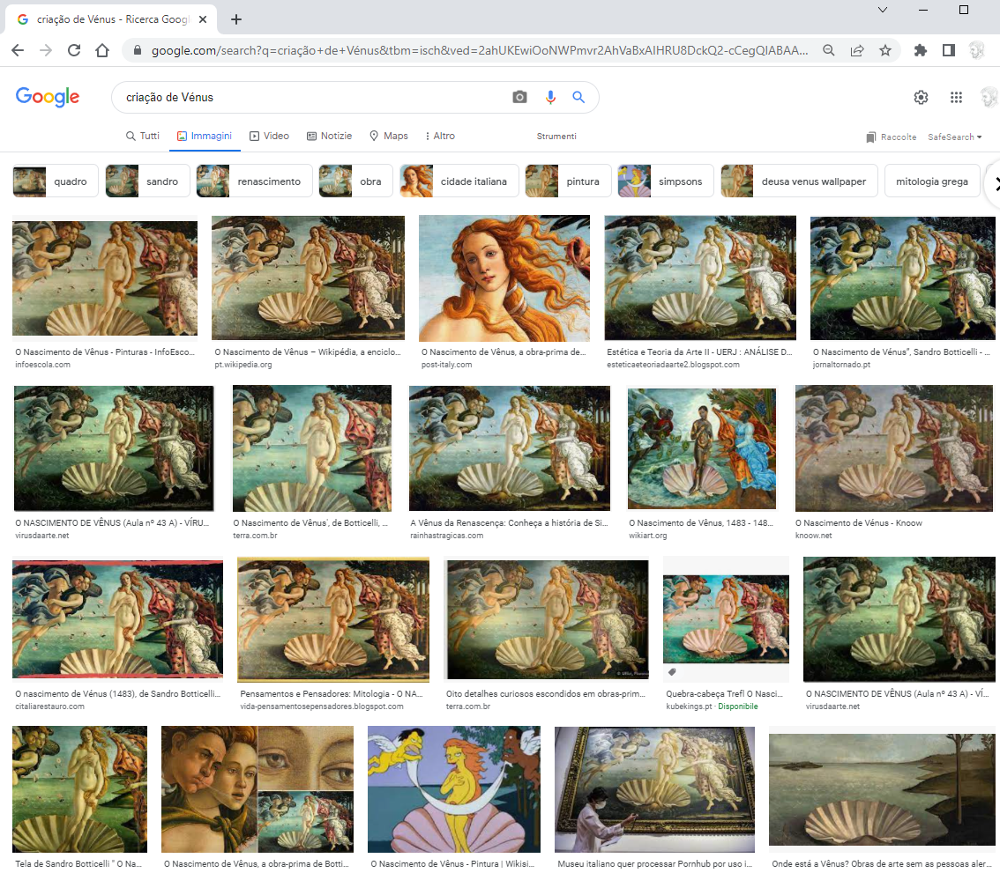 criação de Vénus - Ricerca Googl
google.com/search?q=criação+de+Vénus&tbm=isch&ved=2ahUKEwiOoNWPmvr2AhVaBxAIHRU8DckQ2-cCegQIABAA...
Google
criação de Vénus
Tutti Immagini Video Notizie Maps Altro Strumenti Raccolte SafeSearch
quadro sandro renascimento obra cidade italiana pintura simpsons deusa venus wallpaper mitologia grega
O Nascimento de Vênus - Pinturas - InfoEsco...
infoescola.com
O Nascimento de Vênus – Wikipédia, a enciclo...
pt.wikipedia.org
O Nascimento de Vênus, a obra-prima de...
post-italy.com
Estética e Teoria da Arte II - UERJ : ANÁLISE D...
esteticaeteoriadaarte2.blogspot.com
O Nascimento de Vénus”, Sandro Botticelli - ...
jornaltornado.pt
O NASCIMENTO DE VÊNUS (Aula nº 43 A) - VÍRU...
virusdaarte.net
O Nascimento de Vênus`, de Botticelli, ...
terra.com.br
A Vênus da Renascença: Conheça a história de Si...
rainhastragicas.com
O Nascimento de Vênus, 1483 - 148...
wikiart.org
O Nascimento de Vénus - Knoow
knoow.net
O nascimento de Vénus (1483), de Sandro Botticelli...
citaliarestauro.com
Pensamentos e Pensadores: Mitologia - O NA...
vida-pensamentosepensadores.blogspot.com
Oito detalhes curiosos escondidos em obras-prim...
terra.com.br
Quebra-cabeça Trefl O Nasci...
kubekings.pt · Disponibile
O NASCIMENTO DE VÊNUS (Aula nº 43 A) - VÍ...
virusdaarte.net
Tela de Sandro Botticelli " O Na...
O Nascimento de Vênus, a obra-prima de Botti...
O Nascimento de Vênus - Pintura | Wikisi...
Museu italiano quer processar Pornhub por uso i...
Onde está a Vênus? Obras de arte sem as pessoas aler...